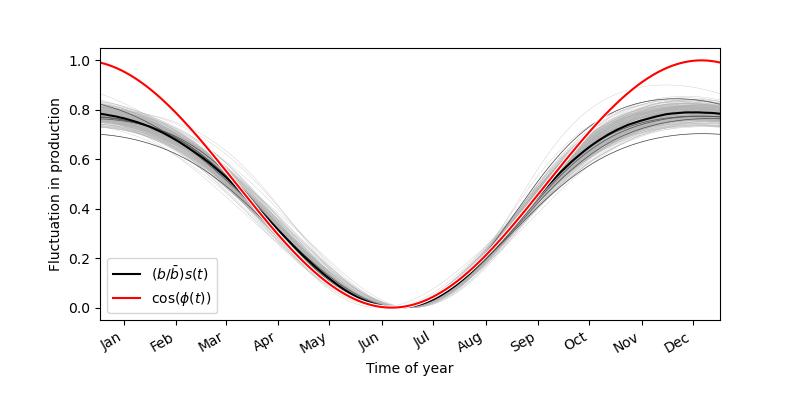 Fluctuation in production
1.0
0.8
0.6
0.4
0.2
0.0
(b/b̄)s(t)
cos(ϕ(t))
Jan Feb Mar Apr May Jun Jul Aug Sep Oct Nov Dec
Time of year